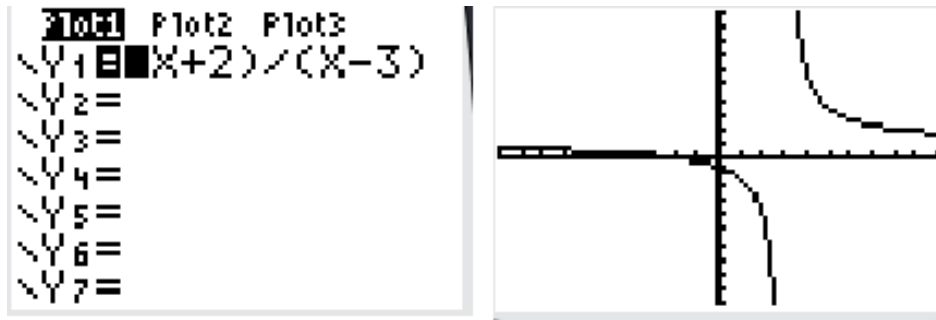 Plot1 Plot2 Plot3
\Y1=█X+2)/(X-3)
\Y2=
\Y3=
\Y4=
\Y5=
\Y6=
\Y7=